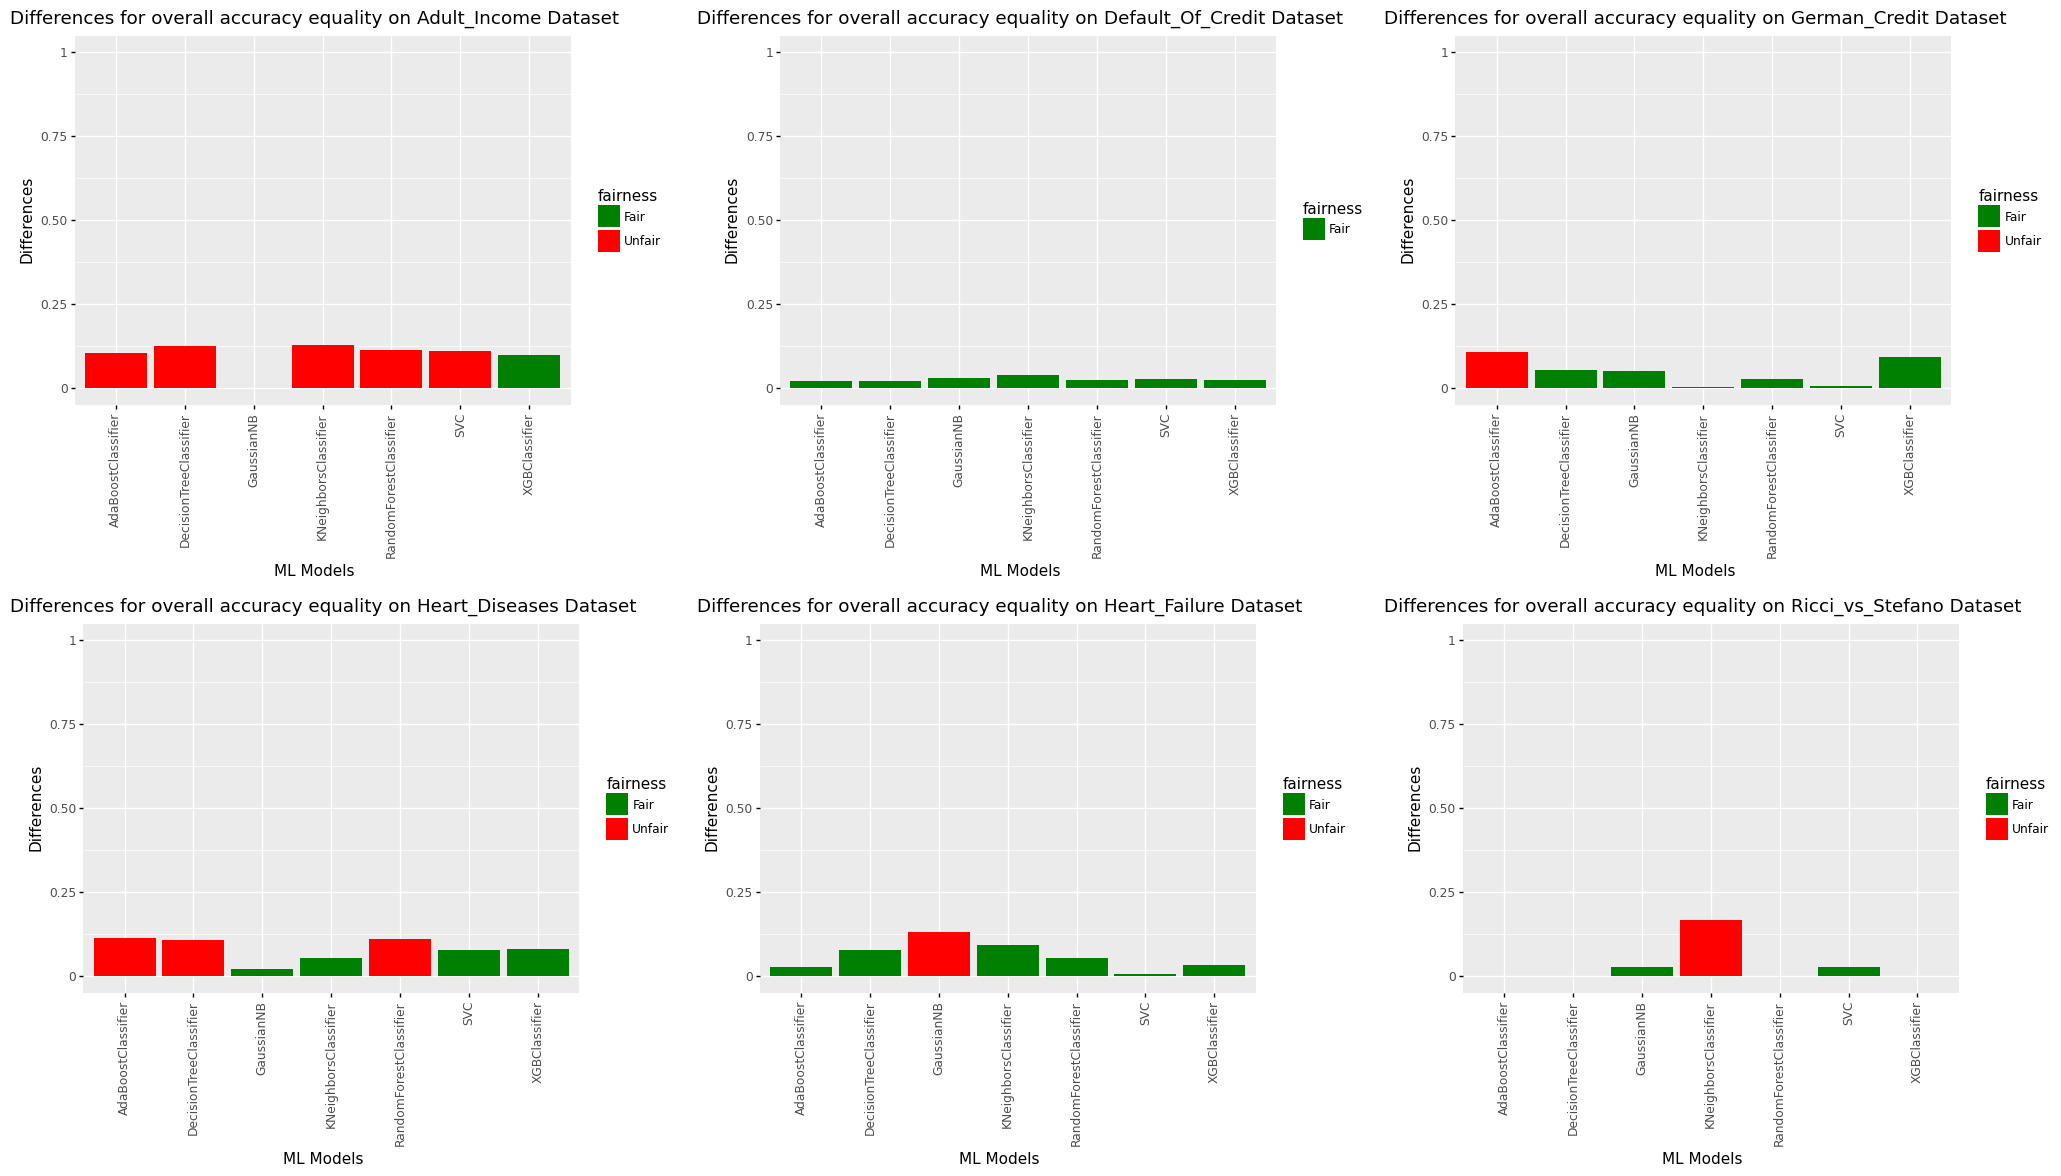 Differences for overall accuracy equality on Adult_Income Dataset
1
0.75
0.50
0.25
0
Differences
AdaBoostClassifier
DecisionTreeClassifier
GaussianNB
KNeighborsClassifier
RandomForestClassifier
SVC
XGBClassifier
ML Models
fairness
Fair
Unfair
Differences for overall accuracy equality on Default_Of_Credit Dataset
1
0.75
0.50
0.25
0
Differences
AdaBoostClassifier
DecisionTreeClassifier
GaussianNB
KNeighborsClassifier
RandomForestClassifier
SVC
XGBClassifier
ML Models
fairness
Fair
Differences for overall accuracy equality on German_Credit Dataset
1
0.75
0.50
0.25
0
Differences
AdaBoostClassifier
DecisionTreeClassifier
GaussianNB
KNeighborsClassifier
RandomForestClassifier
SVC
XGBClassifier
ML Models
fairness
Fair
Unfair
Differences for overall accuracy equality on Heart_Diseases Dataset
1
0.75
0.50
0.25
0
Differences
AdaBoostClassifier
DecisionTreeClassifier
GaussianNB
KNeighborsClassifier
RandomForestClassifier
SVC
XGBClassifier
ML Models
fairness
Fair
Unfair
Differences for overall accuracy equality on Heart_Failure Dataset
1
0.75
0.50
0.25
0
Differences
AdaBoostClassifier
DecisionTreeClassifier
GaussianNB
KNeighborsClassifier
RandomForestClassifier
SVC
XGBClassifier
ML Models
fairness
Fair
Unfair
Differences for overall accuracy equality on Ricci_vs_Stefano Dataset
1
0.75
0.50
0.25
0
Differences
AdaBoostClassifier
DecisionTreeClassifier
GaussianNB
KNeighborsClassifier
RandomForestClassifier
SVC
XGBClassifier
ML Models
fairness
Fair
Unfair